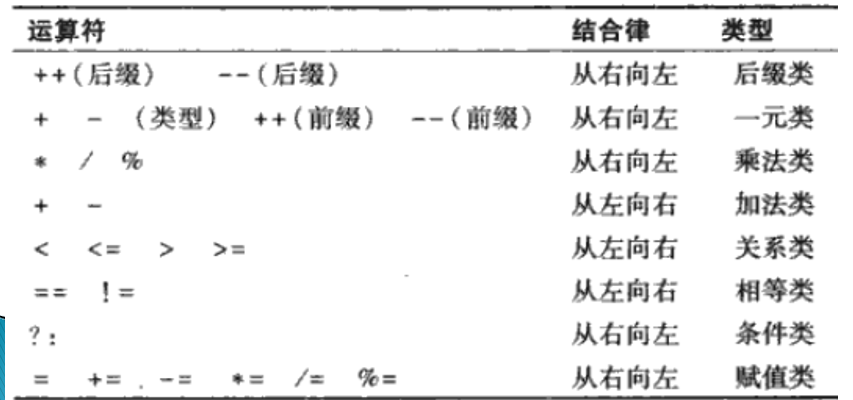 运算符 结合律 类型
++(后缀) --(后缀) 从右向左 后缀类
+ - (类型) ++(前缀) --(前缀) 从右向左 一元类
* / % 从右向左 乘法类
+ - 从左向右 加法类
< <= > >= 从左向右 关系类
== != 从左向右 相等类
?: 从右向左 条件类
= += -= *= /= %= 从右向左 赋值类